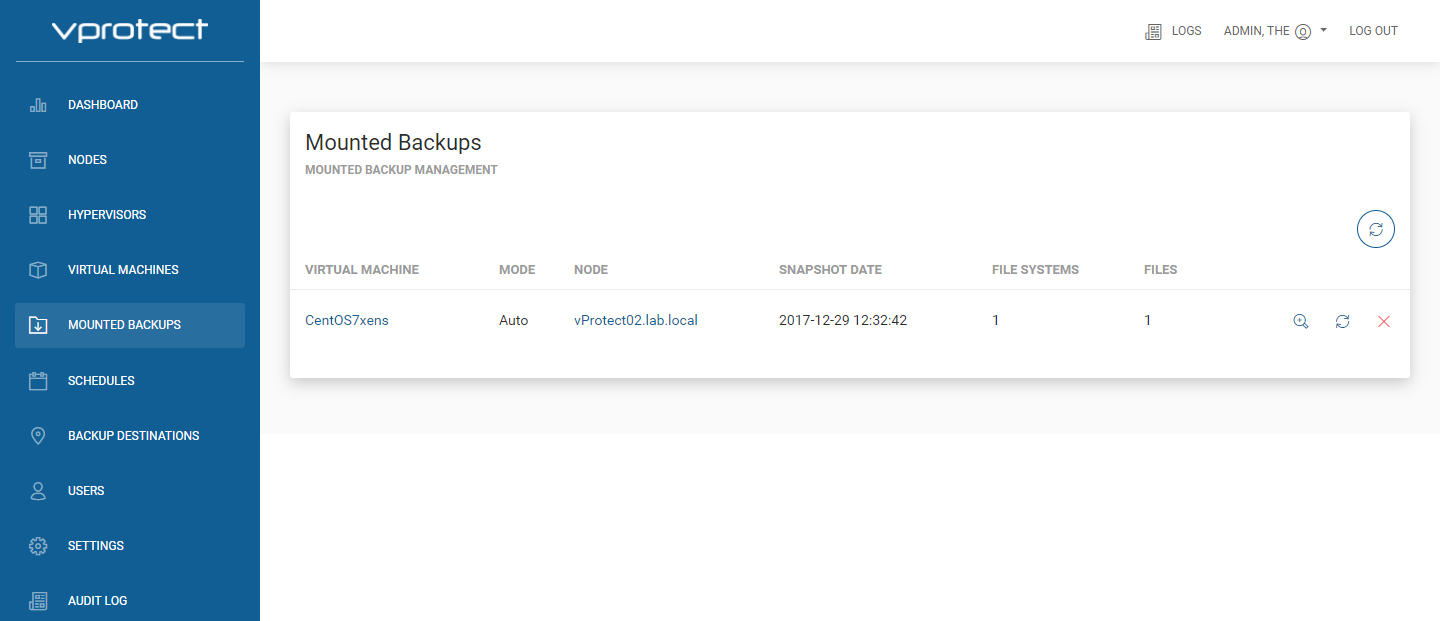 vprotect
LOGS ADMIN, THE LOG OUT
DASHBOARD
NODES
HYPERVISORS
VIRTUAL MACHINES
MOUNTED BACKUPS
SCHEDULES
BACKUP DESTINATIONS
USERS
SETTINGS
AUDIT LOG
Mounted Backups
MOUNTED BACKUP MANAGEMENT
VIRTUAL MACHINE MODE NODE SNAPSHOT DATE FILE SYSTEMS FILES
CentOS7xens Auto vProtect02.lab.local 2017-12-29 12:32:42 1 1